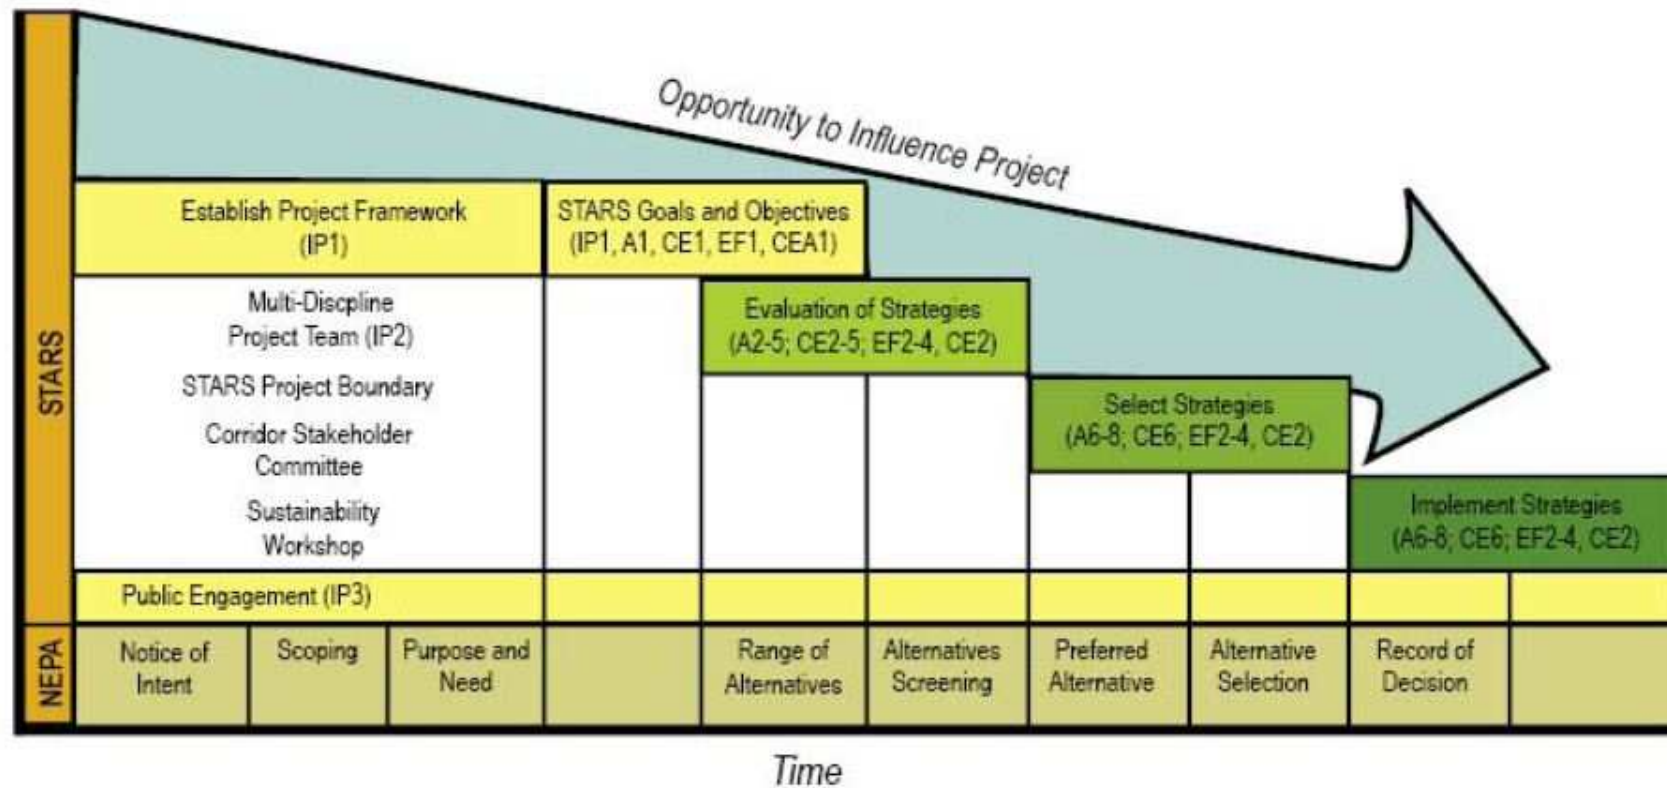 Opportunity to Influence Project
STARS
Establish Project Framework
(IP1)
STARS Goals and Objectives
(IP1, A1, CE1, EF1, CEA1)
Multi-Discpline
Project Team (IP2)
STARS Project Boundary
Corridor Stakeholder
Committee
Sustainability
Workshop
Evaluation of Strategies
(A2-5; CE2-5, EF2-4, CE2)
Select Strategies
(A6-8; CE6; EF2-4, CE2)
Implement Strategies
(A6-8; CE6; EF2-4, CE2)
Public Engagement (IP3)
NEPA
Notice of
Intent
Scoping
Purpose and
Need
Range of
Alternatives
Alternatives
Screening
Preferred
Alternative
Alternative
Selection
Record of
Decision
Time